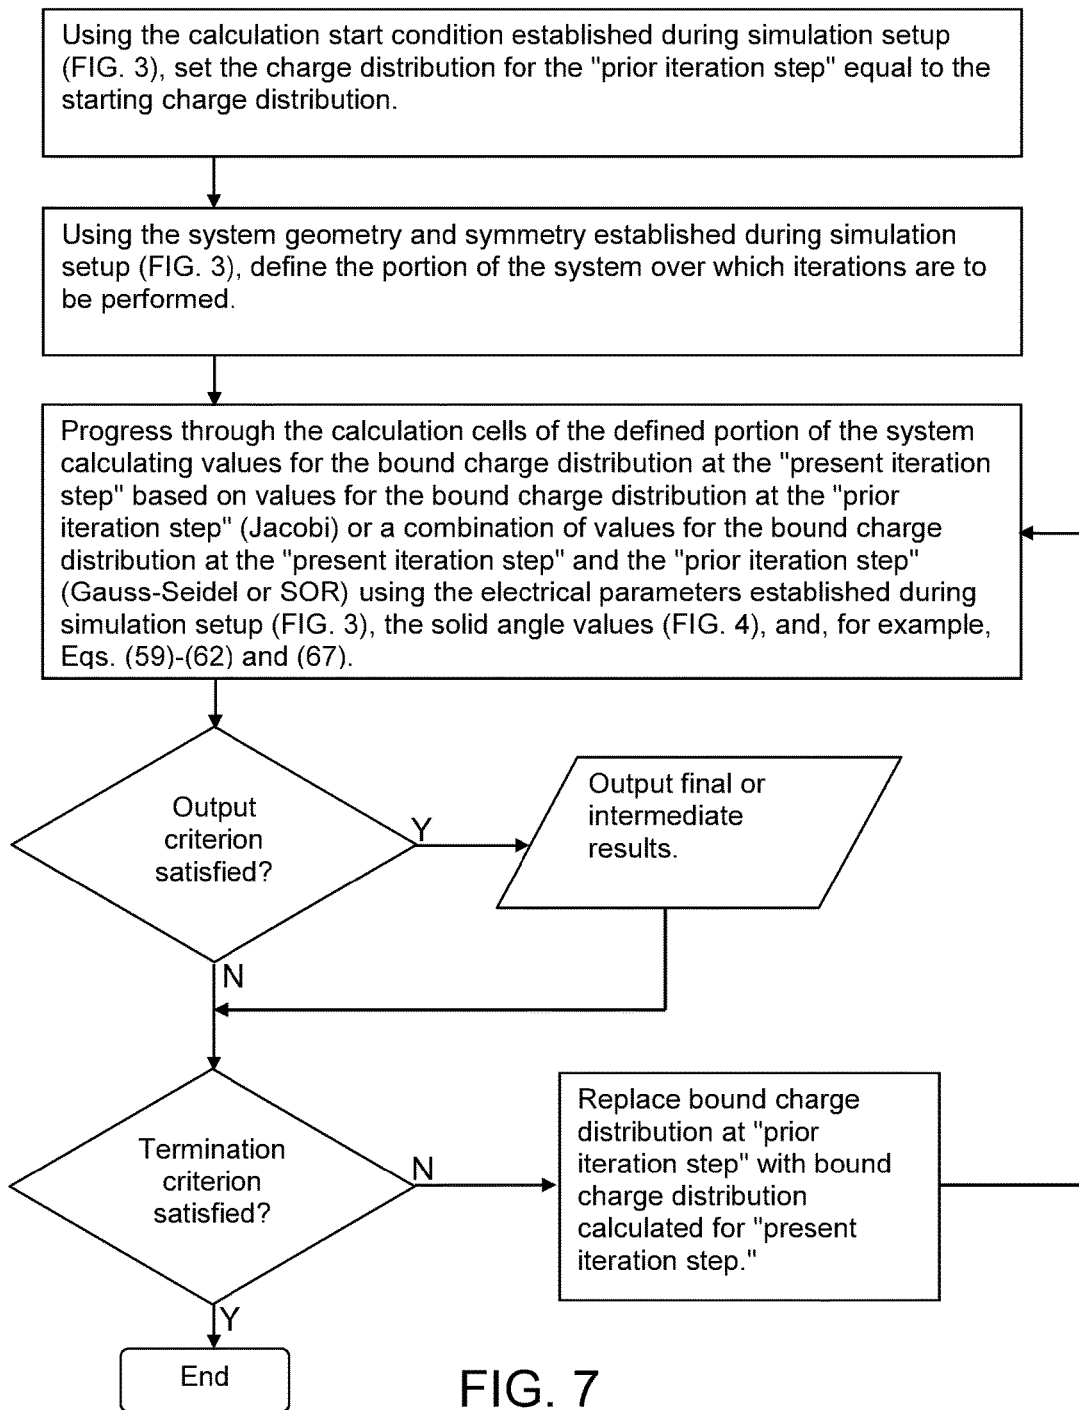 Using the calculation start condition established during simulation setup
(FIG. 3), set the charge distribution for the "prior iteration step" equal to the
starting charge distribution.
Using the system geometry and symmetry established during simulation
setup (FIG. 3), define the portion of the system over which iterations are to
be performed.
Progress through the calculation cells of the defined portion of the system
calculating values for the bound charge distribution at the "present iteration
step" based on values for the bound charge distribution at the "prior
iteration step" (Jacobi) or a combination of values for the bound charge
distribution at the "present iteration step" and the "prior iteration step"
(Gauss-Seidel or SOR) using the electrical parameters established during
simulation setup (FIG. 3), the solid angle values (FIG. 4), and, for example,
Eqs. (59)-(62) and (67).
Output
criterion
satisfied?
Y
Output final or
intermediate
results.
N
Termination
criterion
satisfied?
N
Replace bound charge
distribution at "prior
iteration step" with bound
charge distribution
calculated for "present
iteration step."
Y
End
FIG. 7